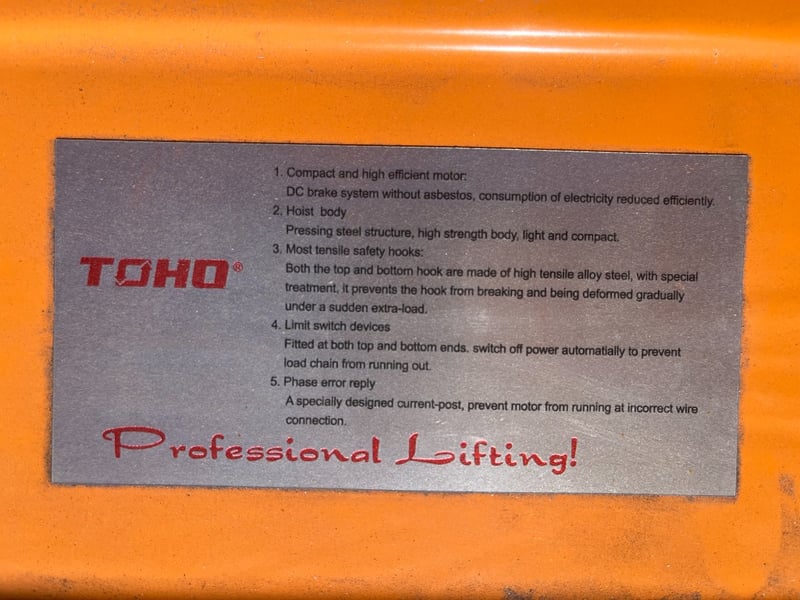 1. Compact and high efficient motor:
DC brake system without asbestos, consumption of electricity reduced efficiently.
2. Hoist body
Pressing steel structure, high strength body, light and compact.
3. Most tensile safety hooks:
Both the top and bottom hook are made of high tensile alloy steel, with special
treatment, it prevents the hook from breaking and being deformed gradually
under a sudden extra-load.
4. Limit switch devices
Fitted at both top and bottom ends. switch off power automatially to prevent
load chain from running out.
5. Phase error reply
A specially designed current-post, prevent motor from running at incorrect wire
connection.
TOHO®
Professional Lifting!